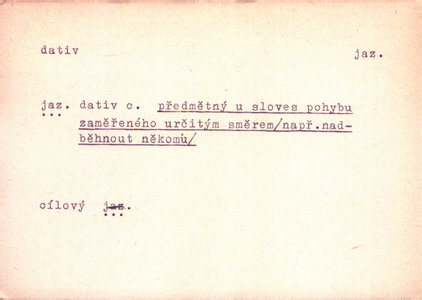 dativ jaz.
jaz. dativ c. předmětný u sloves pohybu
zaměřeného určitým směrem/např.nad-
běhnout někomu/
cílový jaz.